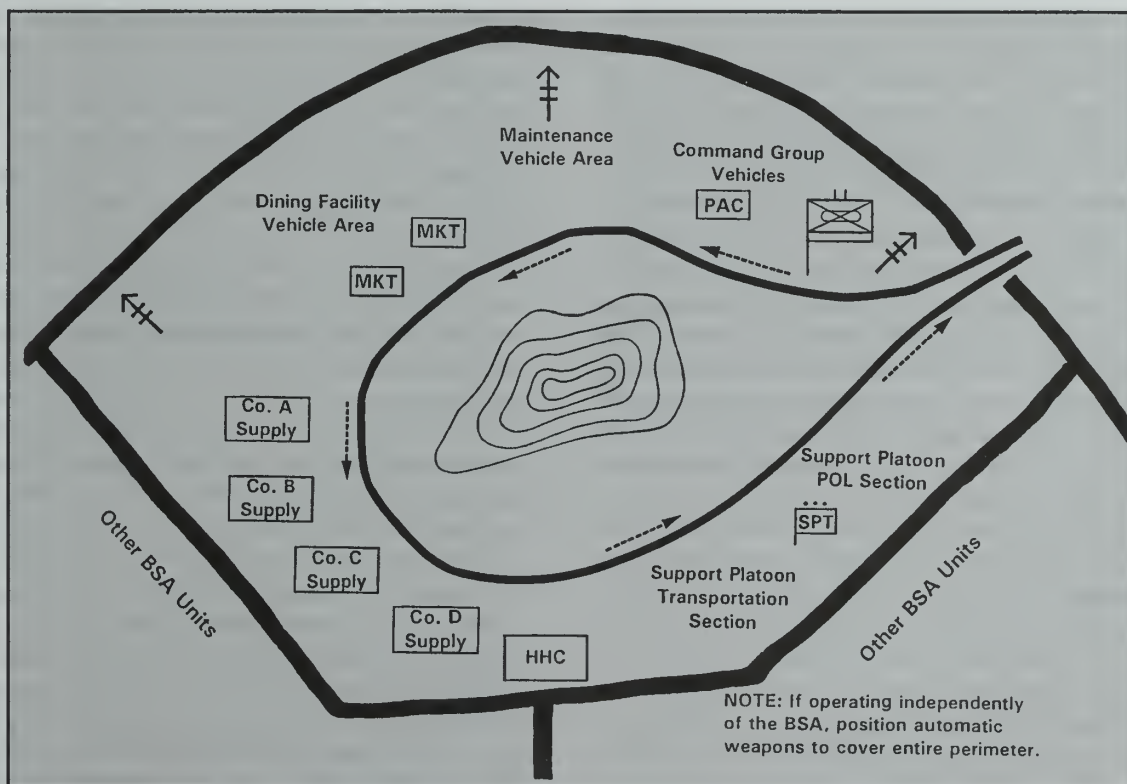 Maintenance
Vehicle Area
Command Group
Vehicles
PAC
Dining Facility
Vehicle Area
MKT
MKT
Co. A
Supply
Co. B
Supply
Co. C
Supply
Co. D
Supply
HHC
Support Platoon
POL Section
SPT
Support Platoon
Transportation
Section
Other BSA Units
Other BSA Units
NOTE: If operating independently
of the BSA, position automatic
weapons to cover entire perimeter.